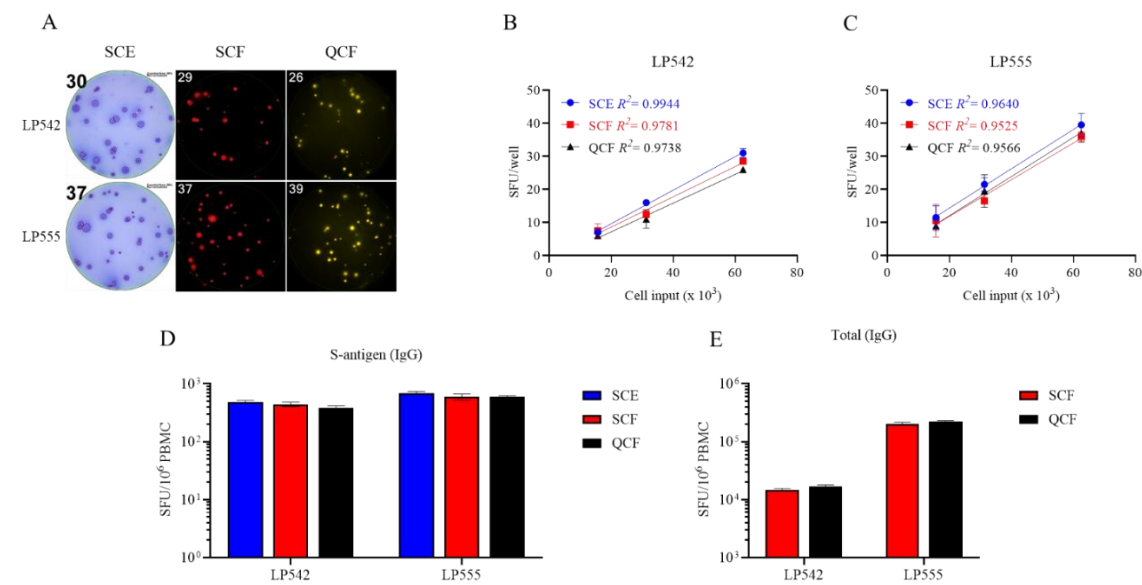 A
SCE SCF QCF
LP542
30 29 26
LP555
37 37 39
B
LP542
SCE R²= 0.9944
SCF R²= 0.9781
QCF R²= 0.9738
SFU/well
50
40
30
20
10
0
0 20 40 60 80
Cell input (x 10³)
C
LP555
SCE R²= 0.9640
SCF R²= 0.9525
QCF R²= 0.9566
SFU/well
50
40
30
20
10
0
0 20 40 60 80
Cell input (x 10³)
D
S-antigen (IgG)
SFU/10⁶ PBMC
10³
10²
10¹
10⁰
LP542 LP555
SCE
SCF
QCF
E
Total (IgG)
SFU/10⁶ PBMC
10⁶
10⁵
10⁴
10³
LP542 LP555
SCF
QCF